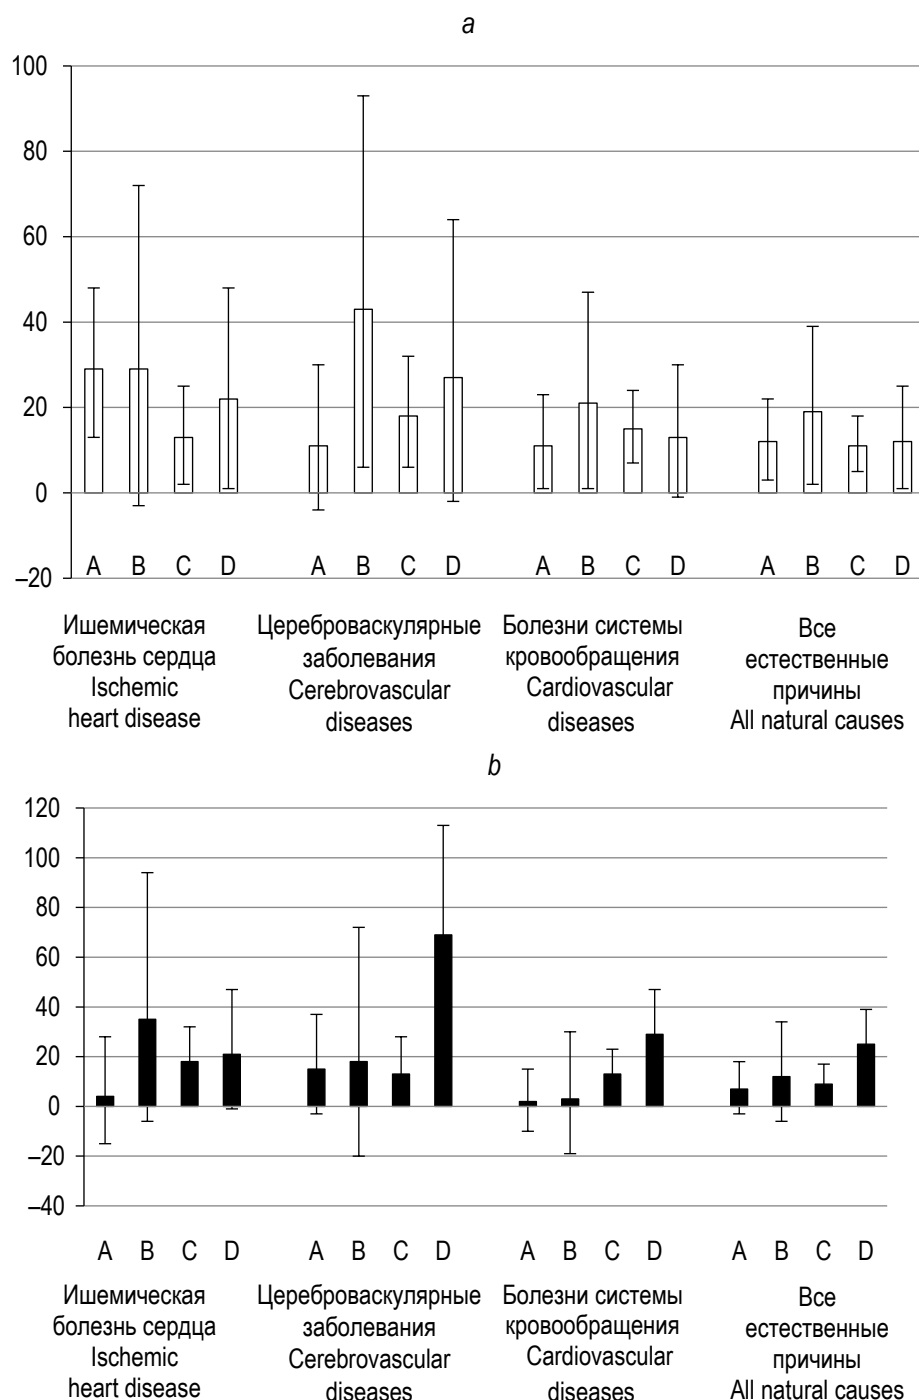 a
100
80
60
40
20
0
–20
A B C D A B C D A B C D A B C D
Ишемическая
болезнь сердца
Ischemic
heart disease
Цереброваскулярные
заболевания
Cerebrovascular
diseases
Болезни системы
кровообращения
Cardiovascular
diseases
Все
естественные
причины
All natural causes
b
120
100
80
60
40
20
0
–20
–40
A B C D A B C D A B C D A B C D
Ишемическая
болезнь сердца
Ischemic
heart disease
Цереброваскулярные
заболевания
Cerebrovascular
diseases
Болезни системы
кровообращения
Cardiovascular
diseases
Все
естественные
причины
All natural causes